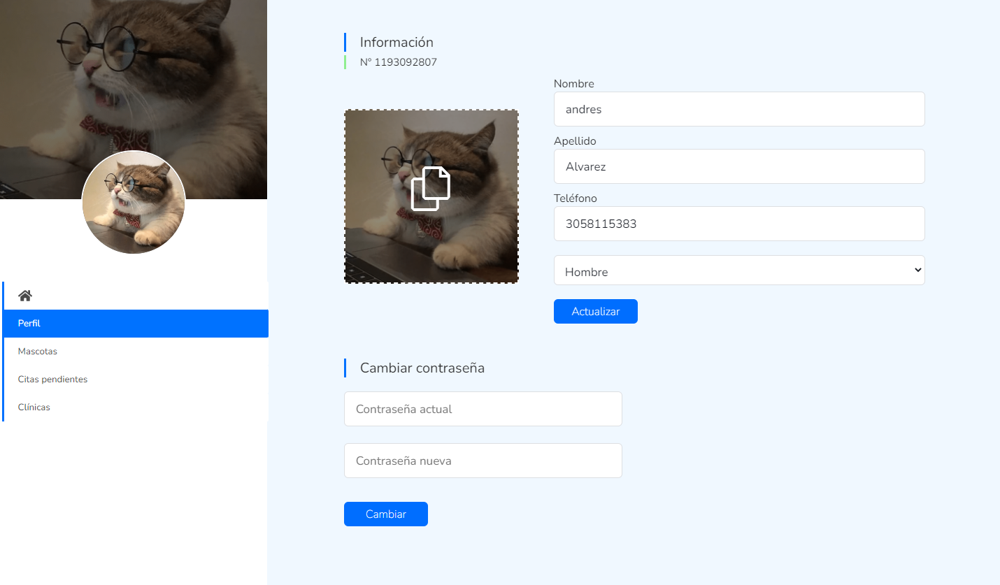 Perfil
Mascotas
Citas pendientes
Clínicas
Información
N° 1193092807
Nombre
andres
Apellido
Alvarez
Teléfono
3058115383
Hombre
Actualizar
Cambiar contraseña
Contraseña actual
Contraseña nueva
Cambiar